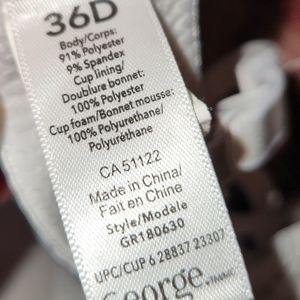 36D
Body/Corps:
91% Polyester
9% Spandex
Cup lining/
Doublure bonnet:
100% Polyester
Cup foam/Bonnet mousse:
100% Polyurethane/
Polyuréthane
CA 51122
Made in China/
Fait en Chine
Style/Modèle
GR180630
UPC/CUP 6 28837 23307
George.